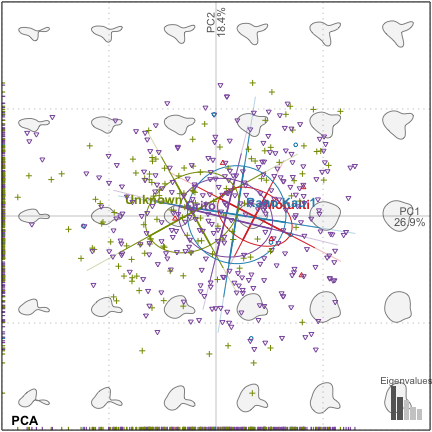 PC2
18.4%
Unknown
PC1
26.9%
Eigenvalues
PCA